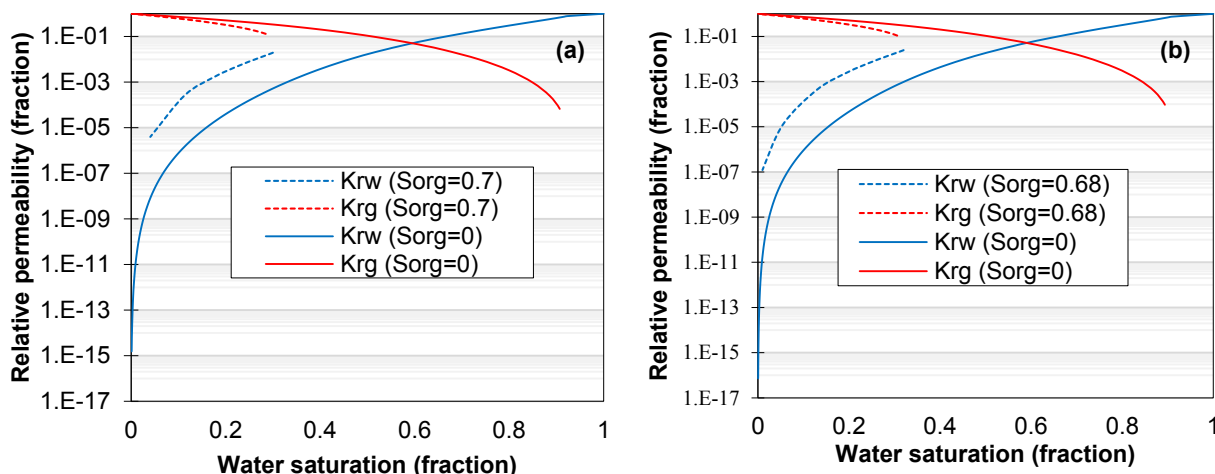 Relative permeability (fraction)
1.E-01
1.E-03
1.E-05
1.E-07
1.E-09
1.E-11
1.E-13
1.E-15
1.E-17
(a)
Krw (Sorg=0.7)
Krg (Sorg=0.7)
Krw (Sorg=0)
Krg (Sorg=0)
0 0.2 0.4 0.6 0.8 1
Water saturation (fraction)
Relative permeability (fraction)
1.E-01
1.E-03
1.E-05
1.E-07
1.E-09
1.E-11
1.E-13
1.E-15
1.E-17
(b)
Krw (Sorg=0.68)
Krg (Sorg=0.68)
Krw (Sorg=0)
Krg (Sorg=0)
0 0.2 0.4 0.6 0.8 1
Water saturation (fraction)